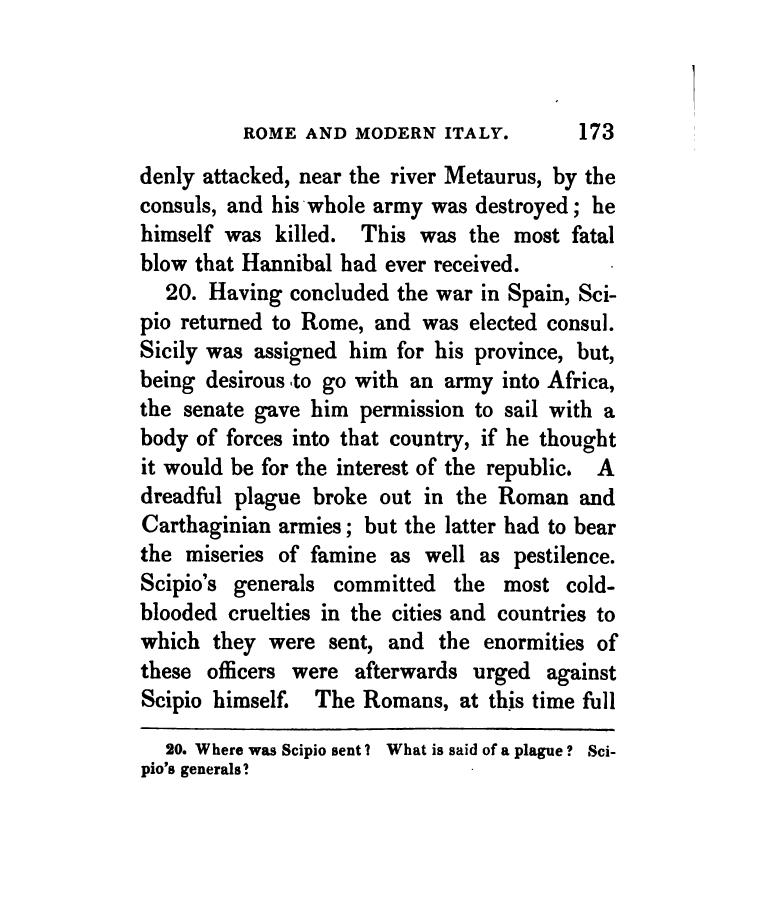 ROME AND MODERN ITALY. 173
denly attacked, near the river Metaurus, by the
consuls, and his whole army was destroyed; he
himself was killed. This was the most fatal
blow that Hannibal had ever received.
20. Having concluded the war in Spain, Sci-
pio returned to Rome, and was elected consul.
Sicily was assigned him for his province, but,
being desirous to go with an army into Africa,
the senate gave him permission to sail with a
body of forces into that country, if he thought
it would be for the interest of the republic. A
dreadful plague broke out in the Roman and
Carthaginian armies; but the latter had to bear
the miseries of famine as well as pestilence.
Scipio's generals committed the most cold-
blooded cruelties in the cities and countries to
which they were sent, and the enormities of
these officers were afterwards urged against
Scipio himself. The Romans, at this time full
20. Where was Scipio sent? What is said of a plague? Sci-
pio's generals?